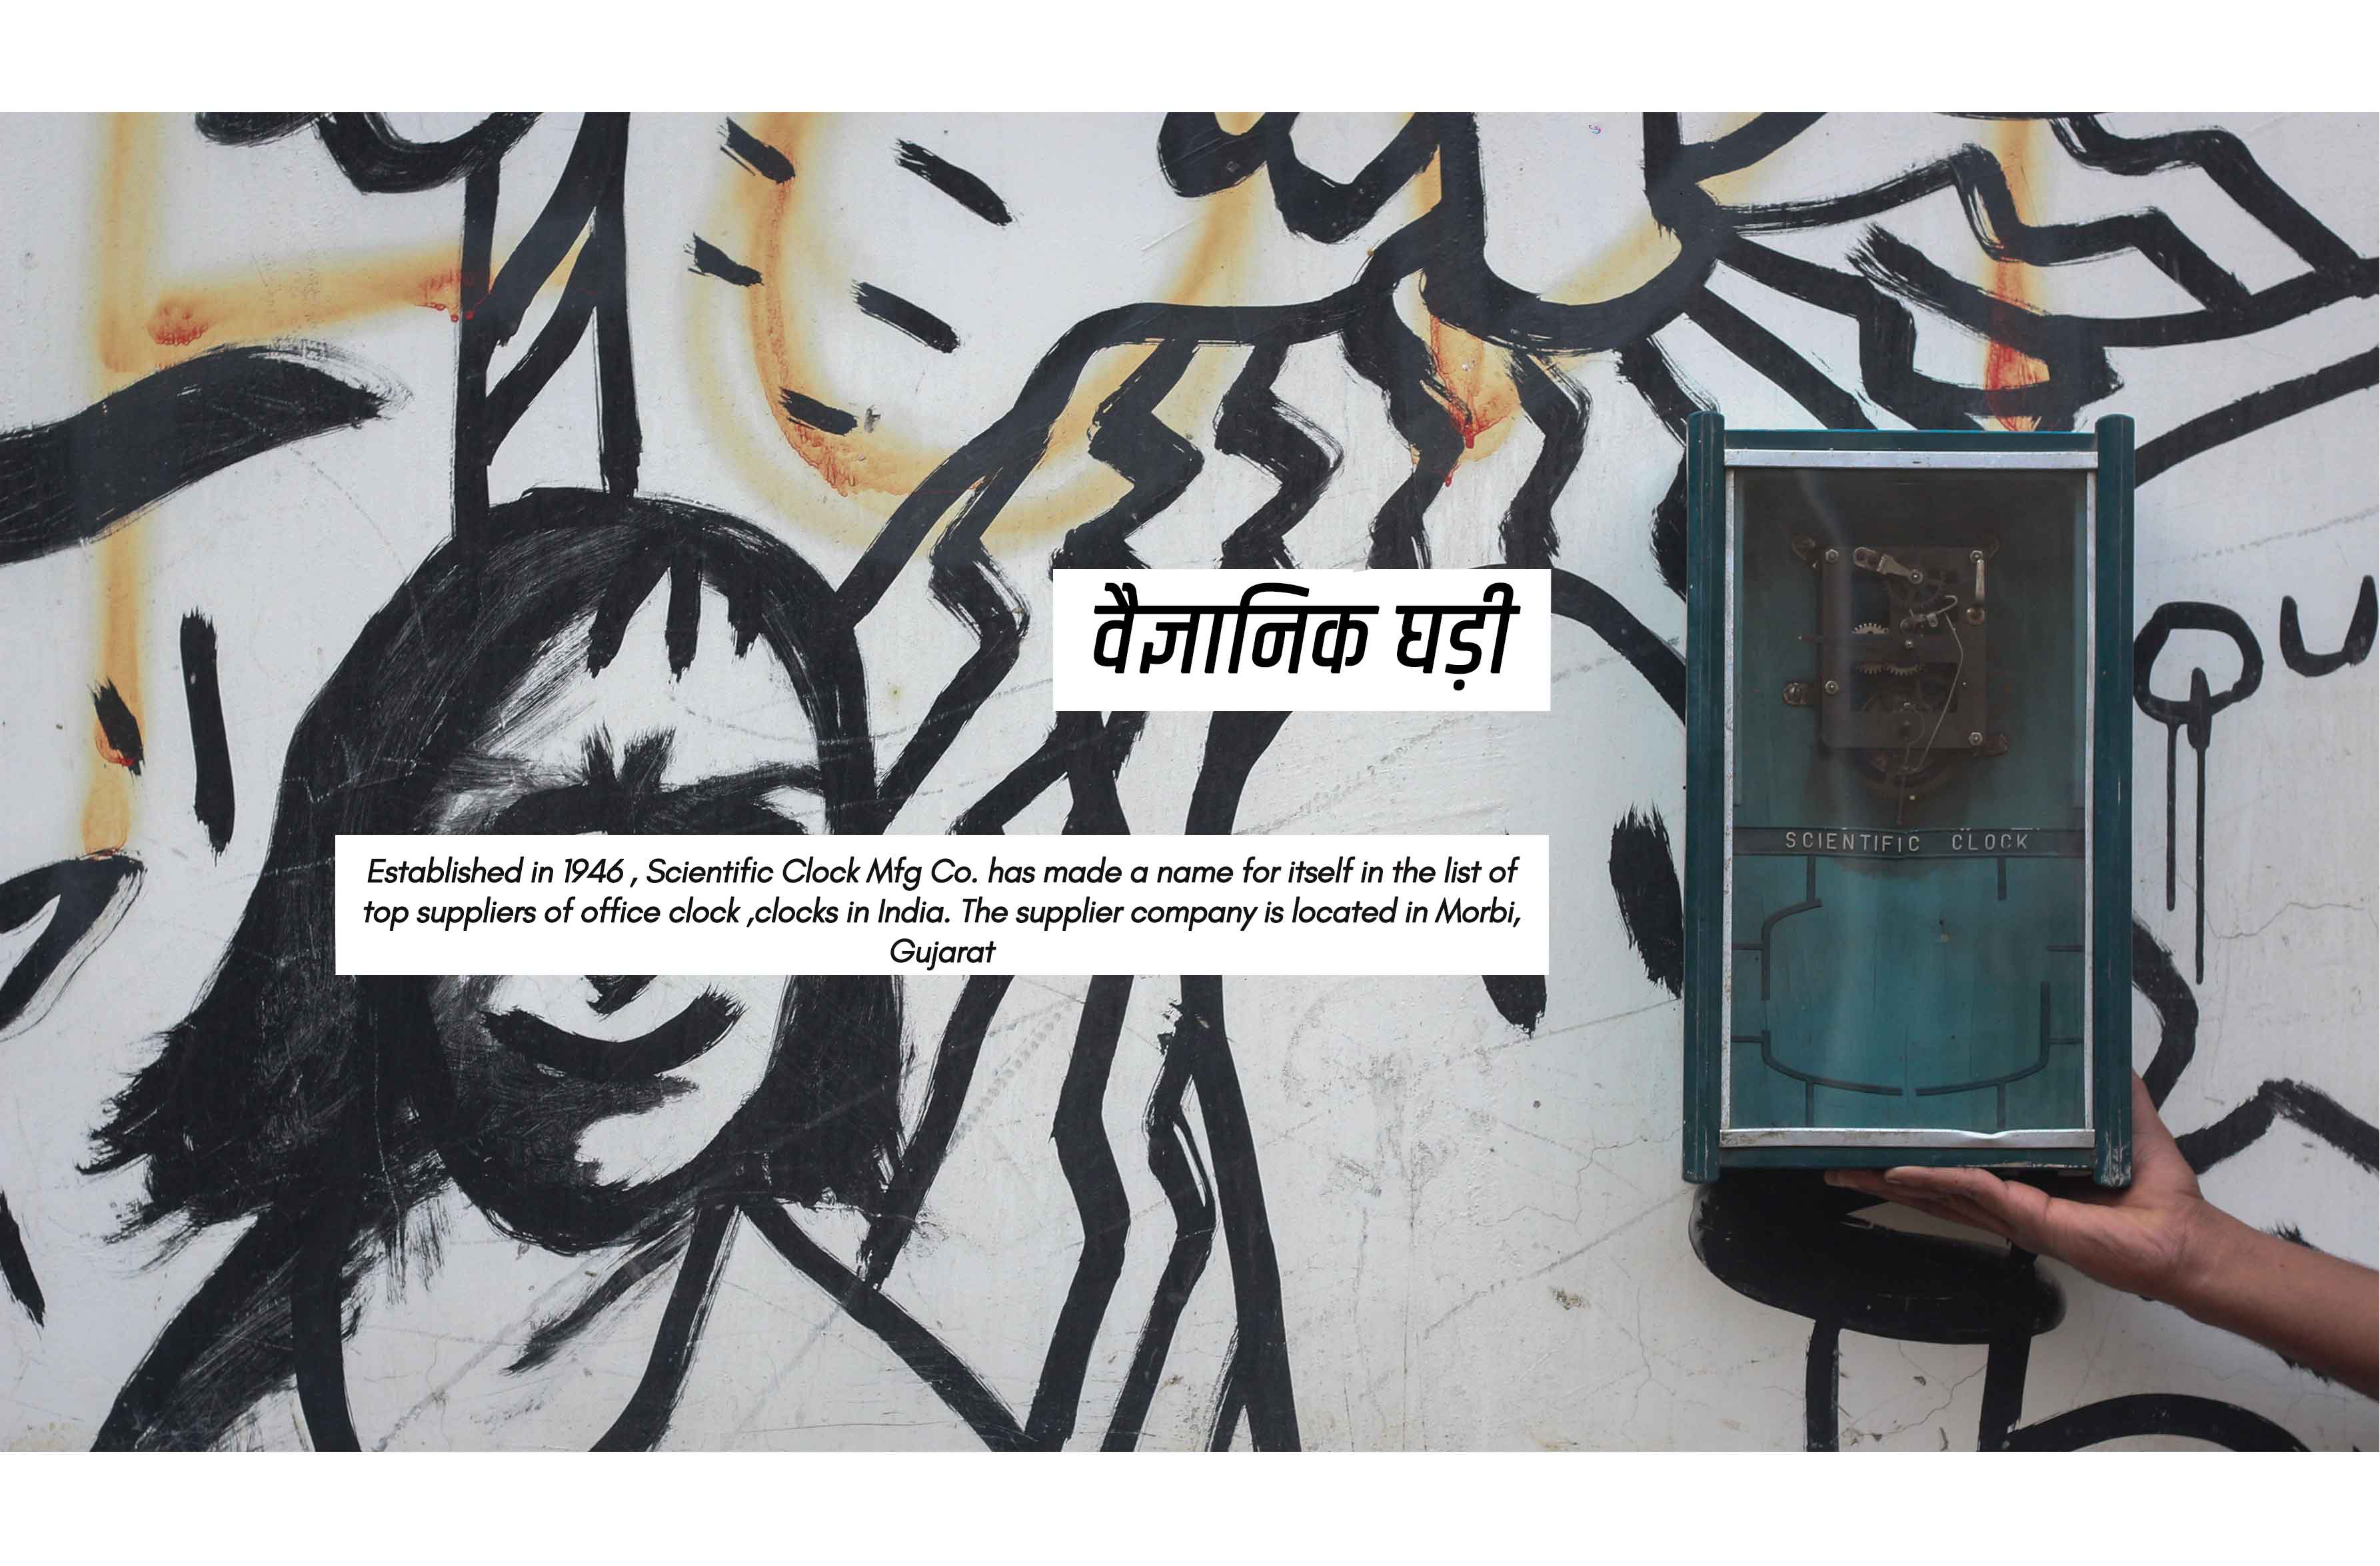 वैज्ञानिक घड़ी
Established in 1946 , Scientific Clock Mfg Co. has made a name for itself in the list of
top suppliers of office clock ,clocks in India. The supplier company is located in Morbi,
Gujarat
SCIENTIFIC CLOCK
QU